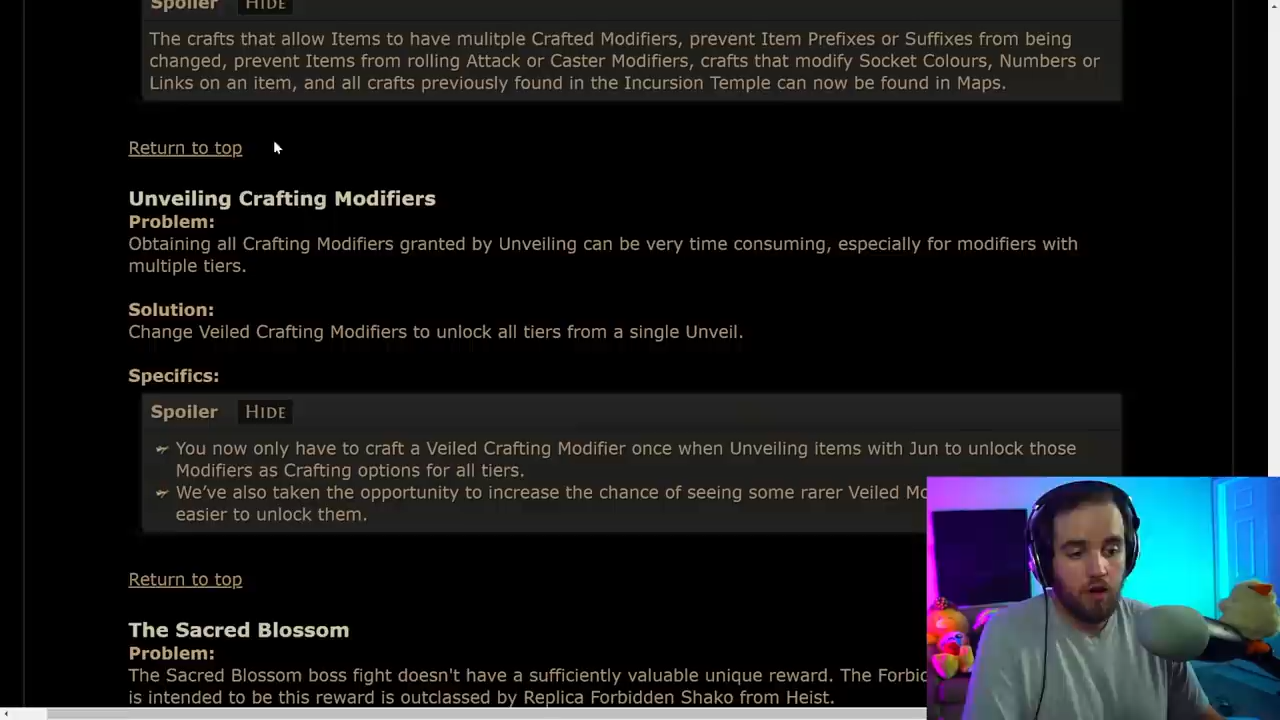 Spoiler HIDE
The crafts that allow Items to have mulitple Crafted Modifiers, prevent Item Prefixes or Suffixes from being
changed, prevent Items from rolling Attack or Caster Modifiers, crafts that modify Socket Colours, Numbers or
Links on an item, and all crafts previously found in the Incursion Temple can now be found in Maps.
Return to top
Unveiling Crafting Modifiers
Problem:
Obtaining all Crafting Modifiers granted by Unveiling can be very time consuming, especially for modifiers with
multiple tiers.
Solution:
Change Veiled Crafting Modifiers to unlock all tiers from a single Unveil.
Specifics:
Spoiler HIDE
You now only have to craft a Veiled Crafting Modifier once when Unveiling items with Jun to unlock those
Modifiers as Crafting options for all tiers.
We've also taken the opportunity to increase the chance of seeing some rarer Veiled
easier to unlock them.
Return to top
The Sacred Blossom
Problem:
The Sacred Blossom boss fight doesn't have a sufficiently valuable unique reward. The
is intended to be this reward is outclassed by Replica Forbidden Shako from Heist.